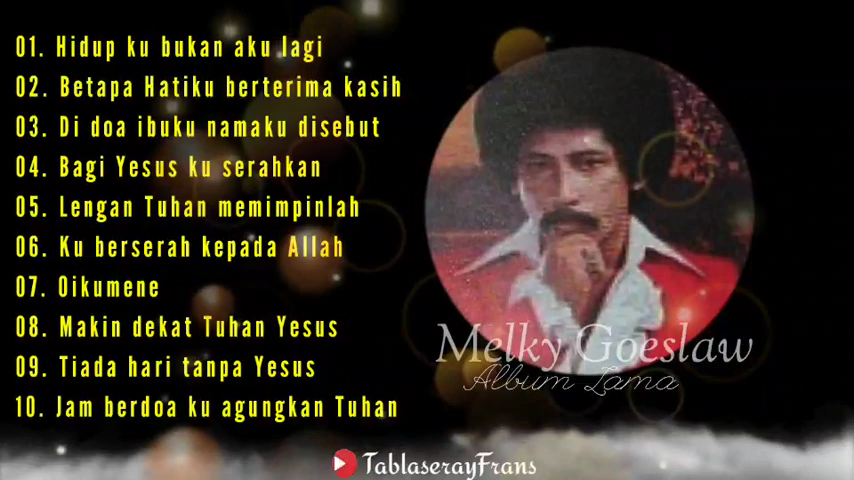 01. Hidup ku bukan aku lagi
02. Betapa Hatiku berterima kasih
03. Di doa ibuku namaku disebut
04. Bagi Yesus ku serahkan
05. Lengan Tuhan memimpinlah
06. Ku berserah kepada Allah
07. Oikumene
08. Makin dekat Tuhan Yesus
09. Tiada hari tanpa Yesus
10. Jam berdoa ku agungkan Tuhan
Melky Goeslaw
Album Lama
TablaserayFrans